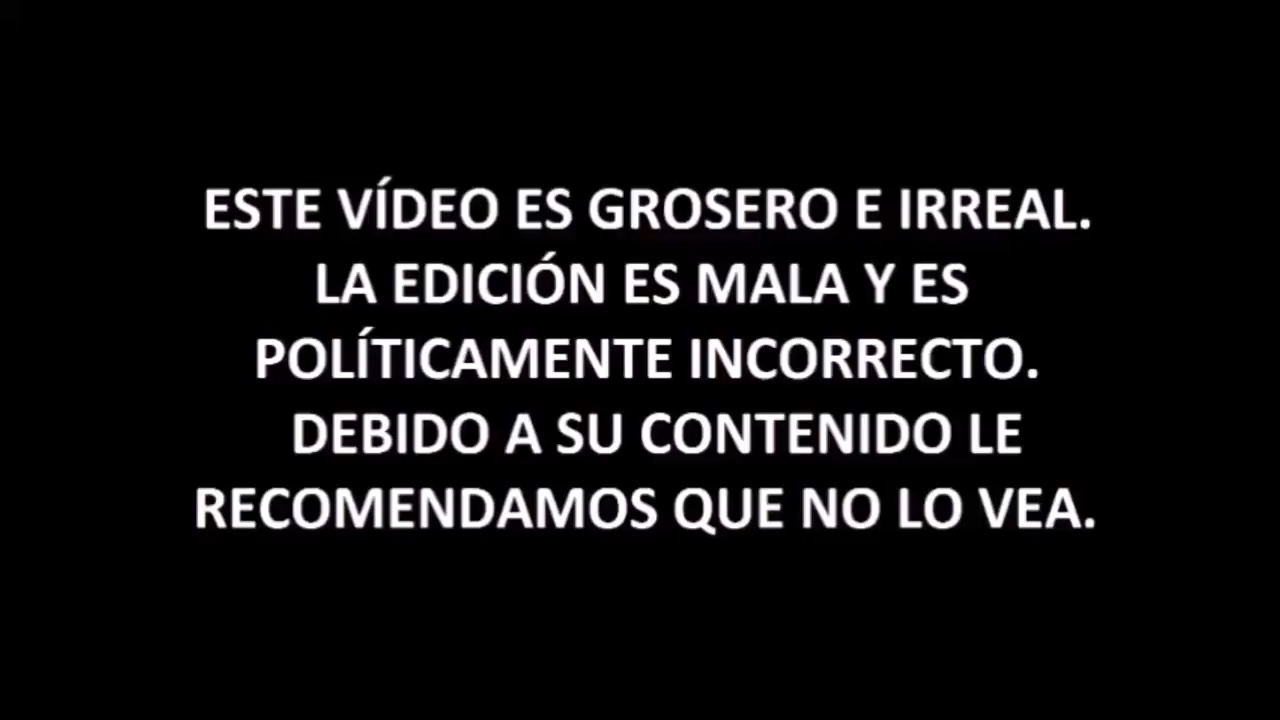 ESTE VÍDEO ES GROSERO E IRREAL.
LA EDICIÓN ES MALA Y ES
POLÍTICAMENTE INCORRECTO.
DEBIDO A SU CONTENIDO LE
RECOMENDAMOS QUE NO LO VEA.